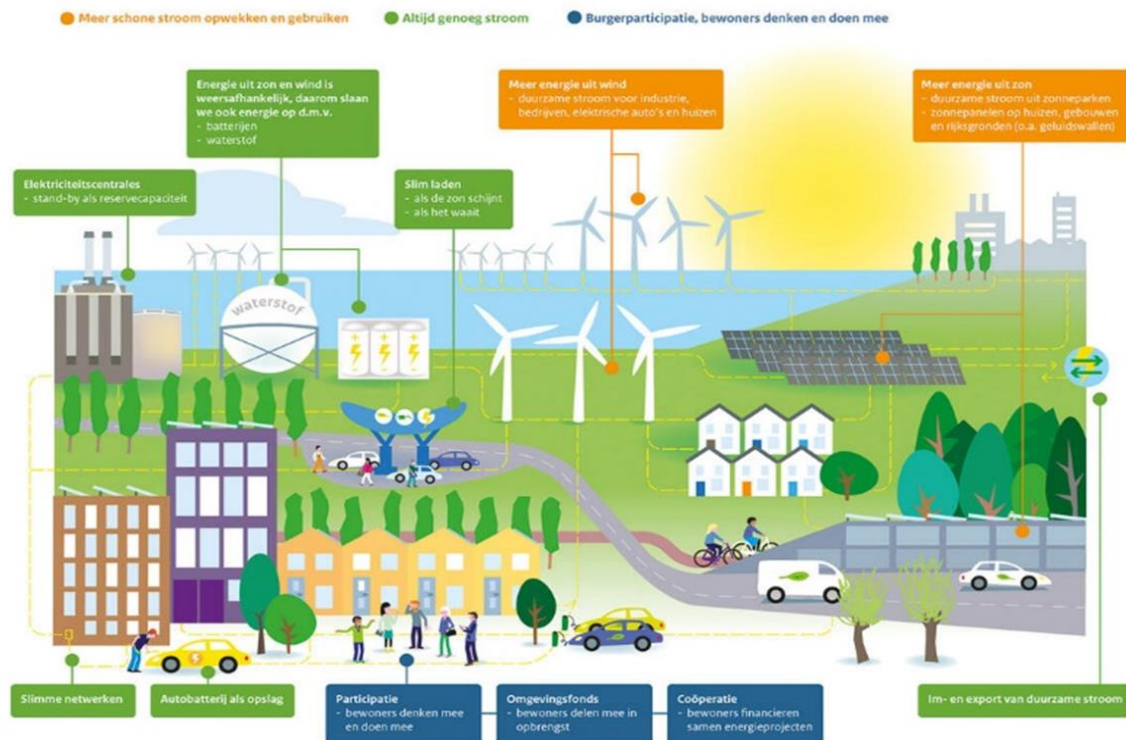 Meer schone stroom opwekken en gebruiken
Altijd genoeg stroom
Burgerparticipatie, bewoners denken en doen mee
Energie uit zon en wind is
weersafhankelijk, daarom slaan
we ook energie op d.m.v.
- batterijen
- waterstof
Meer energie uit wind
- duurzame stroom voor industrie,
bedrijven, elektrische auto's en huizen
Meer energie uit zon
- duurzame stroom uit zonneparken
- zonnepanelen op huizen, gebouwen
en rijksgronden (o.a. geluidswallen)
Elektriciteitscentrales
- stand-by als reservecapaciteit
Slim laden
- als de zon schijnt
- als het waait
waterstof
Slimme netwerken
Autobatterij als opslag
Participatie
- bewoners denken mee
en doen mee
Omgevingsfonds
- bewoners delen mee in
opbrengst
Coöperatie
- bewoners financieren
samen energieprojecten
Im- en export van duurzame stroom